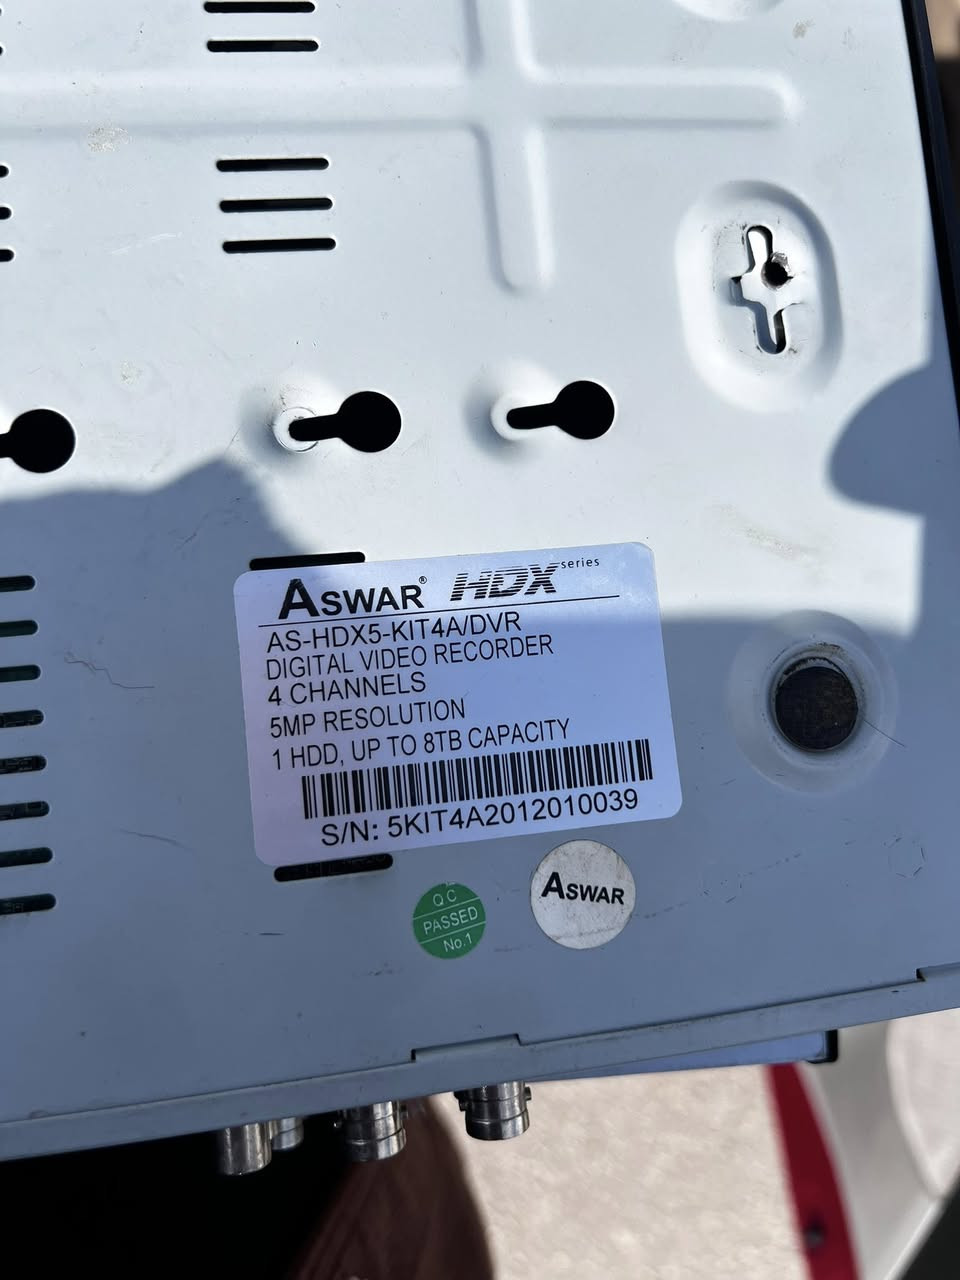 ASWAR® HDX series
AS-HDX5-KIT4A/DVR
DIGITAL VIDEO RECORDER
4 CHANNELS
5MP RESOLUTION
1 HDD, UP TO 8TB CAPACITY
S/N: 5KIT4A2012010039
QC
PASSED
No.1
ASWAR